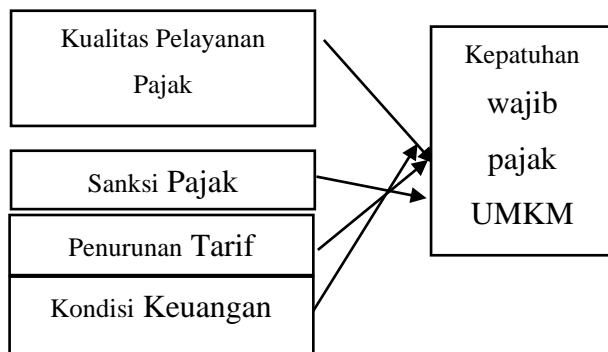 Kualitas Pelayanan
Pajak
Sanksi Pajak
Penurunan Tarif
Kondisi Keuangan
Kepatuhan
wajib
pajak
UMKM